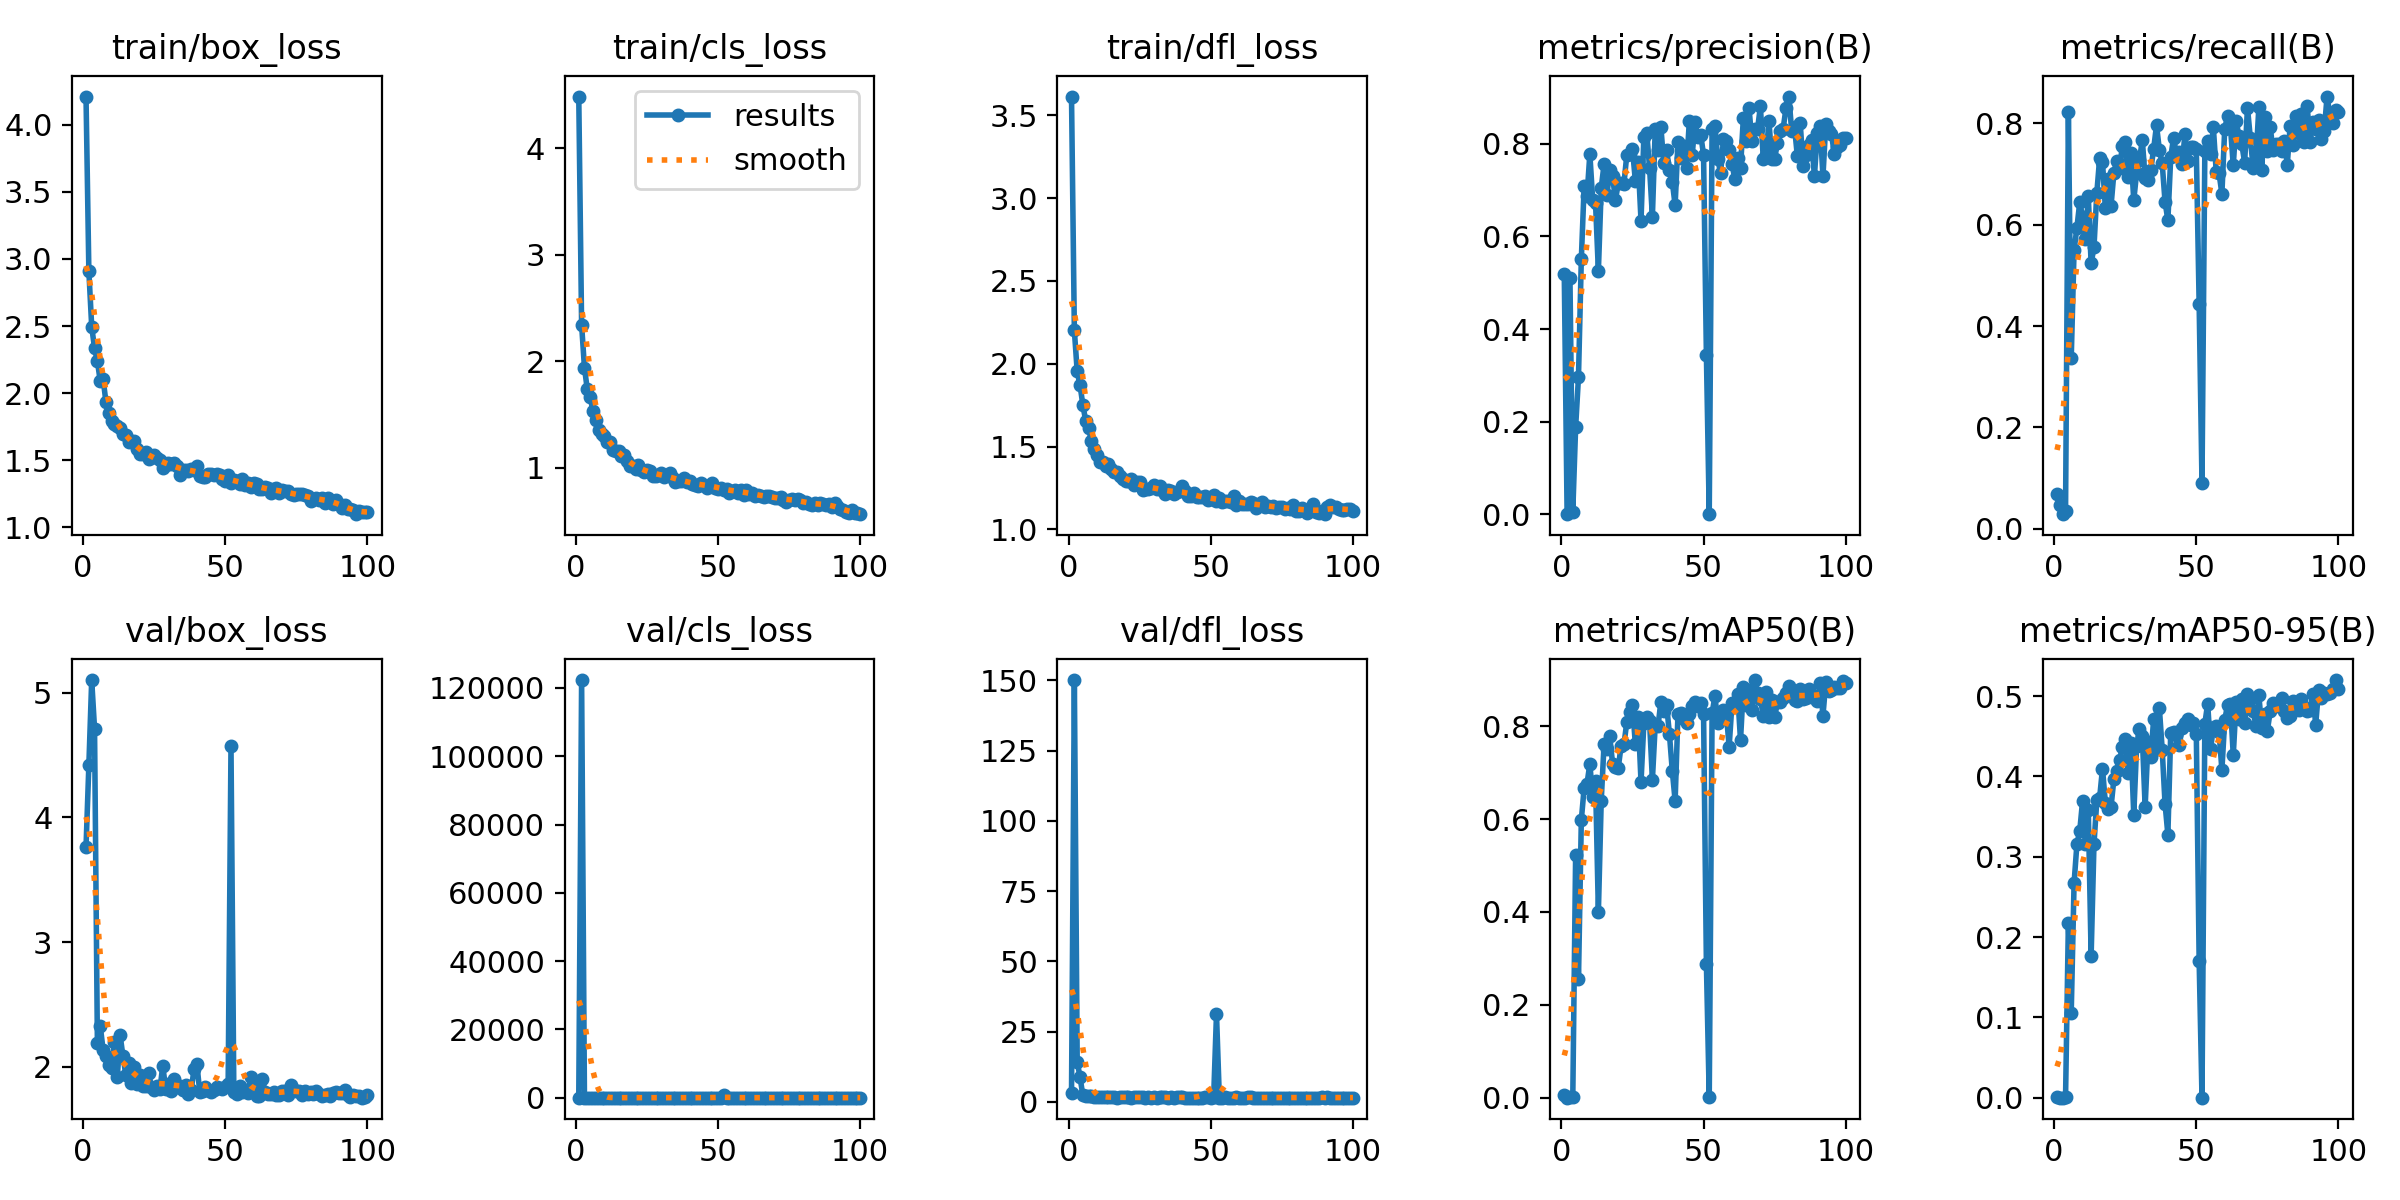 train/box_loss
4.0
3.5
3.0
2.5
2.0
1.5
1.0
0 50 100
train/cls_loss
results
smooth
4
3
2
1
0 50 100
train/dfl_loss
3.5
3.0
2.5
2.0
1.5
1.0
0 50 100
metrics/precision(B)
0.8
0.6
0.4
0.2
0.0
0 50 100
metrics/recall(B)
0.8
0.6
0.4
0.2
0.0
0 50 100
val/box_loss
5
4
3
2
0 50 100
val/cls_loss
120000
100000
80000
60000
40000
20000
0
0 50 100
val/dfl_loss
150
125
100
75
50
25
0
0 50 100
metrics/mAP50(B)
0.8
0.6
0.4
0.2
0.0
0 50 100
metrics/mAP50-95(B)
0.5
0.4
0.3
0.2
0.1
0.0
0 50 100